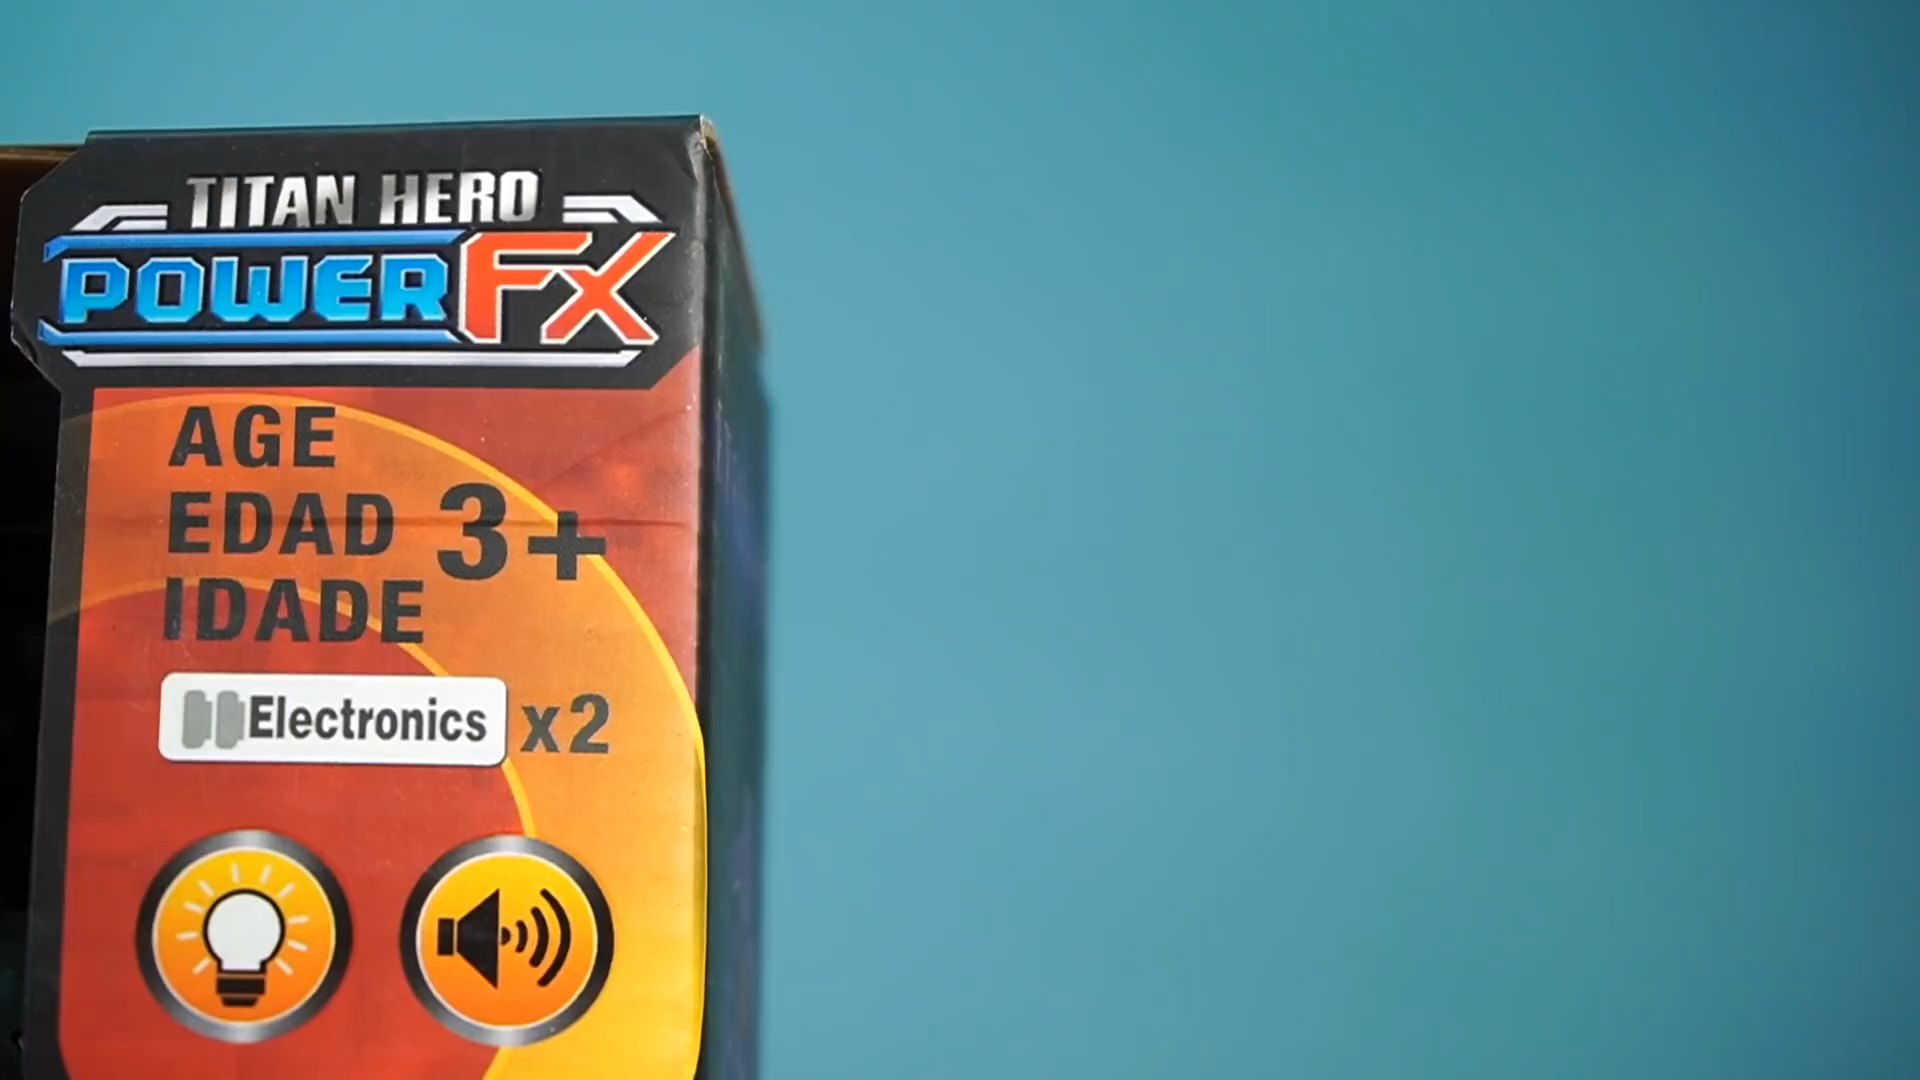 TITAN HERO
POWER FX
AGE
EDAD 3+
IDADE
Electronics x2